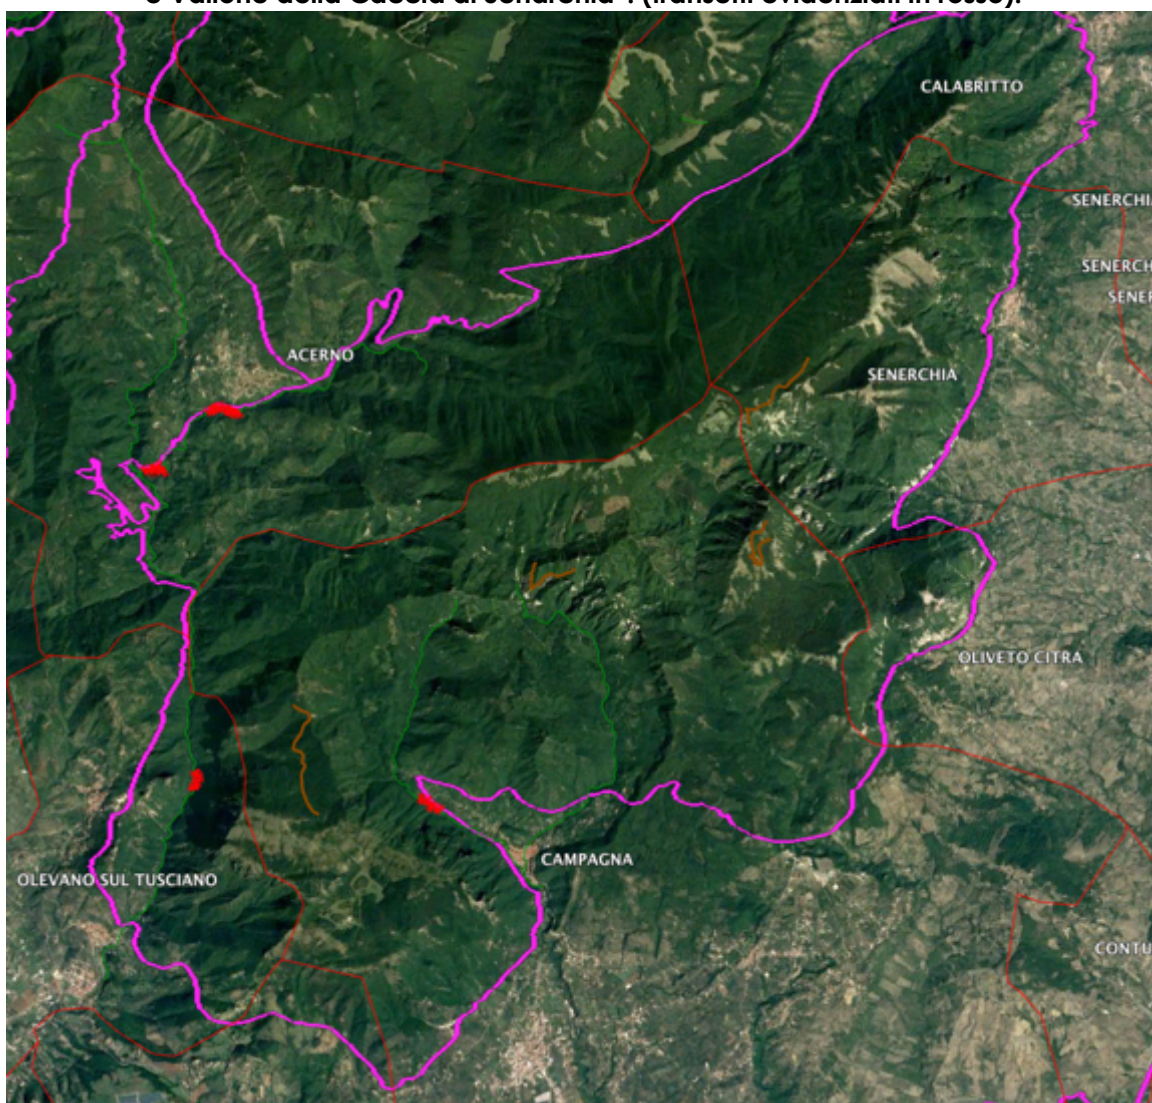 e Vallone della Caccia di Senerchia". (Transetti evidenziati in rosso).
CALABRITTO
SENERCHI
SENERCH
SENER
ACERNO
SENERCHIA
OLIVETO CITRA
CAMPAGNA
OLEVANO SUL TUSCIANO
CONTU